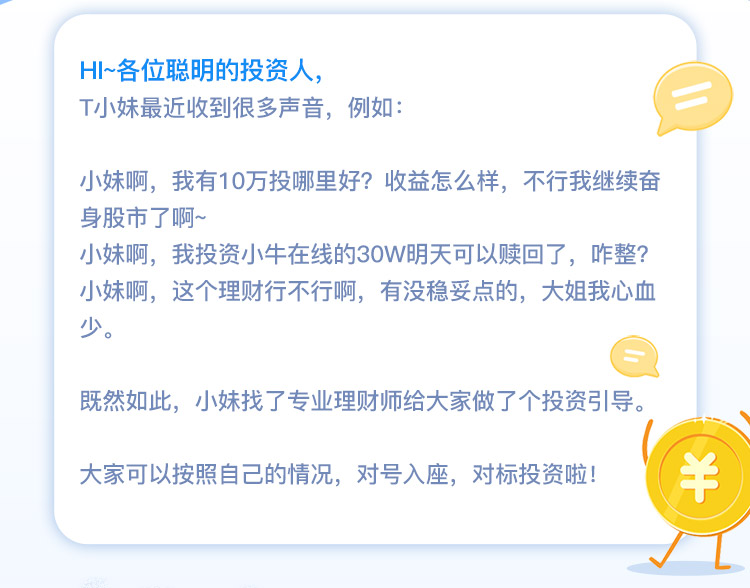 HI~各位聪明的投资人，
T小妹最近收到很多声音，例如：
小妹啊，我有10万投哪里好？收益怎么样，不行我继续奋
身股市了啊~
小妹啊，我投资小牛在线的30W明天可以赎回了，咋整？
小妹啊，这个理财行不行啊，有没稳妥点的，大姐我心血
少。
既然如此，小妹找了专业理财师给大家做了个投资引导。
大家可以按照自己的情况，对号入座，对标投资啦！
¥